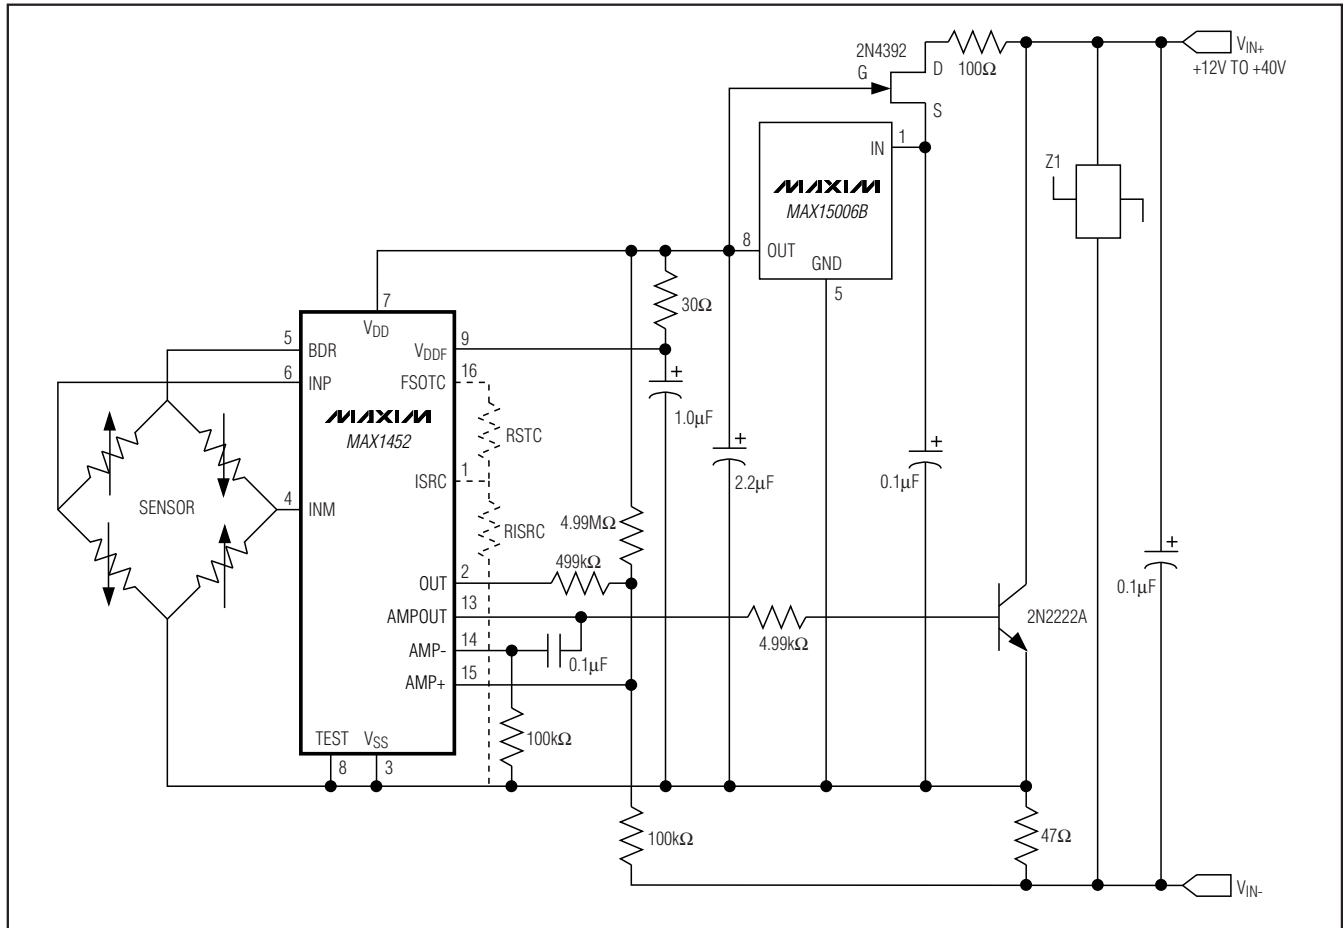 2N4392
G
D
S
100Ω
VIN+
+12V TO +40V
IN
1
MAXIM
MAX15006B
8
OUT
GND
5
Z1
7
VDD
30Ω
5
BDR
VDDF
9
6
INP
FSOTC
16
MAXIM
MAX1452
1.0µF
RSTC
2.2µF
0.1µF
SENSOR
4
INM
ISRC
1
RISRC
4.99MΩ
499kΩ
OUT
2
AMPOUT
13
AMP-
14
0.1µF
AMP+
15
4.99kΩ
2N2222A
0.1µF
100kΩ
TEST
VSS
8
3
100kΩ
47Ω
VIN-